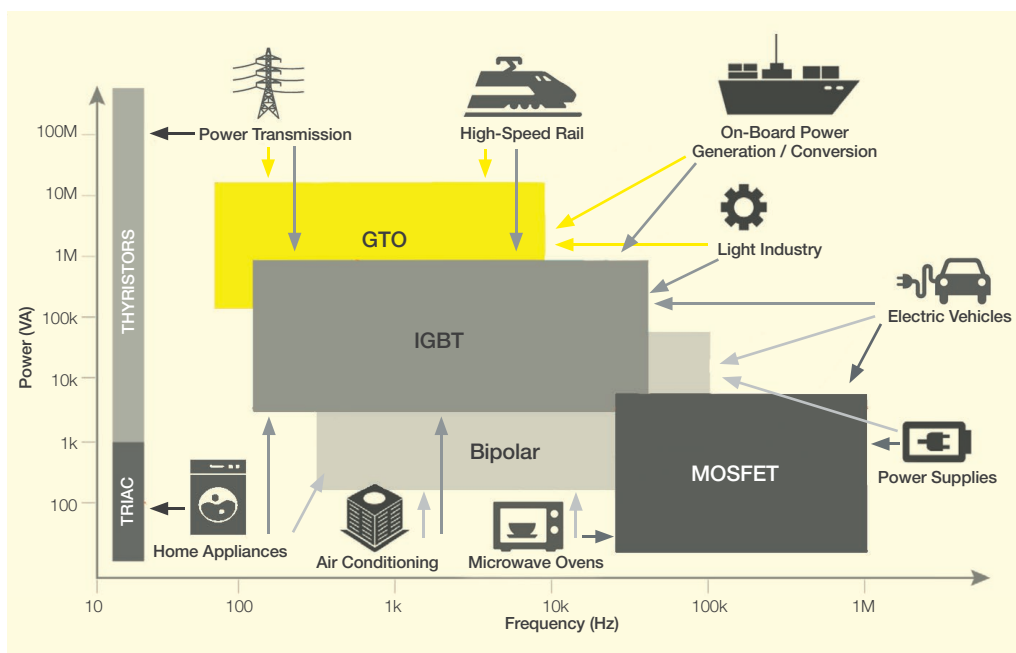 100M
10M
1M
100k
10k
1k
100
Power (VA)
THYRISTORS
TRIAC
Power Transmission
High-Speed Rail
On-Board Power
Generation / Conversion
GTO
Light Industry
IGBT
Electric Vehicles
Bipolar
MOSFET
Power Supplies
Home Appliances
Air Conditioning
Microwave Ovens
10
100
1k
10k
100k
1M
Frequency (Hz)